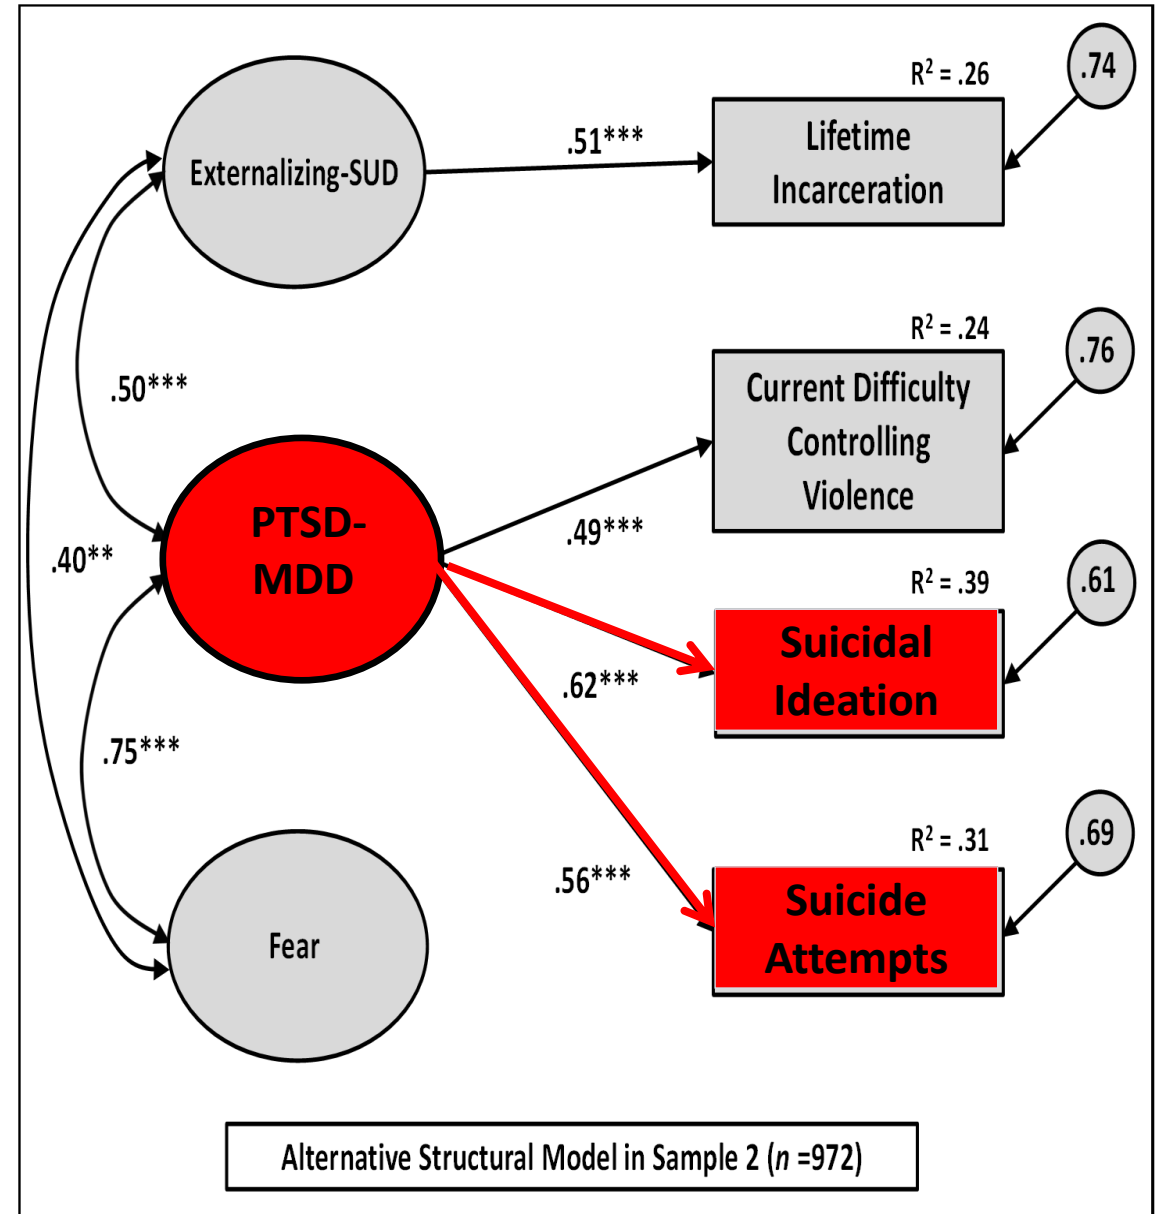 R² = .26
.74
Externalizing-SUD
.51***
Lifetime
Incarceration
R² = .24
.76
.50***
Current Difficulty
Controlling
Violence
PTSD-
MDD
.49***
.40**
R² = .39
.61
Suicidal
Ideation
.62***
.75***
R² = .31
.69
.56***
Suicide
Attempts
Fear
Alternative Structural Model in Sample 2 (n =972)